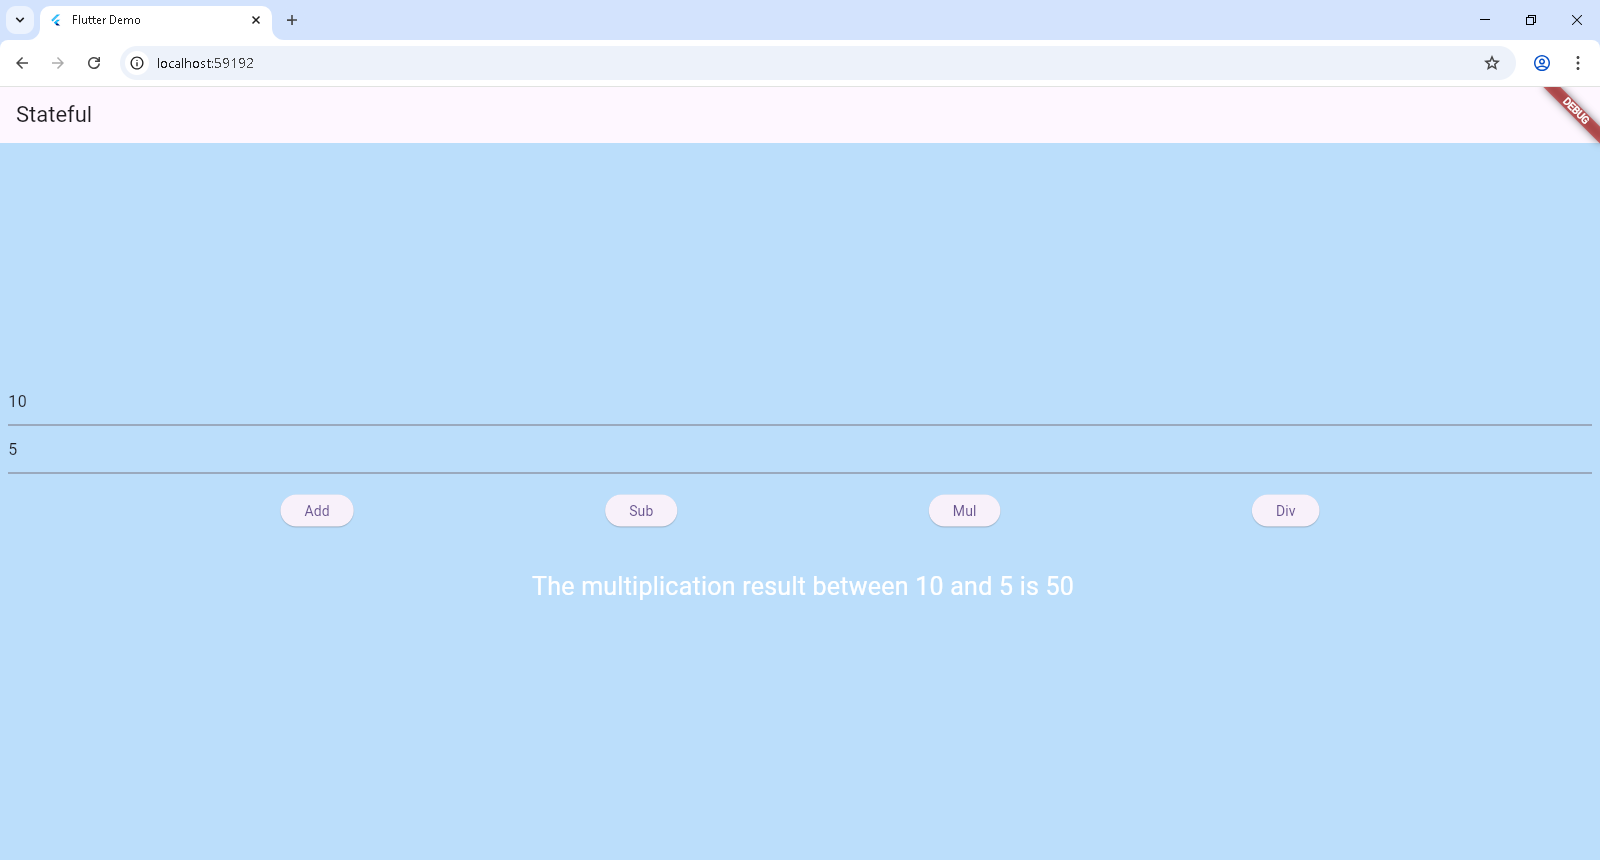 Flutter Demo
localhost:59192
Stateful
DEBUG
10
5
Add Sub Mul Div
The multiplication result between 10 and 5 is 50